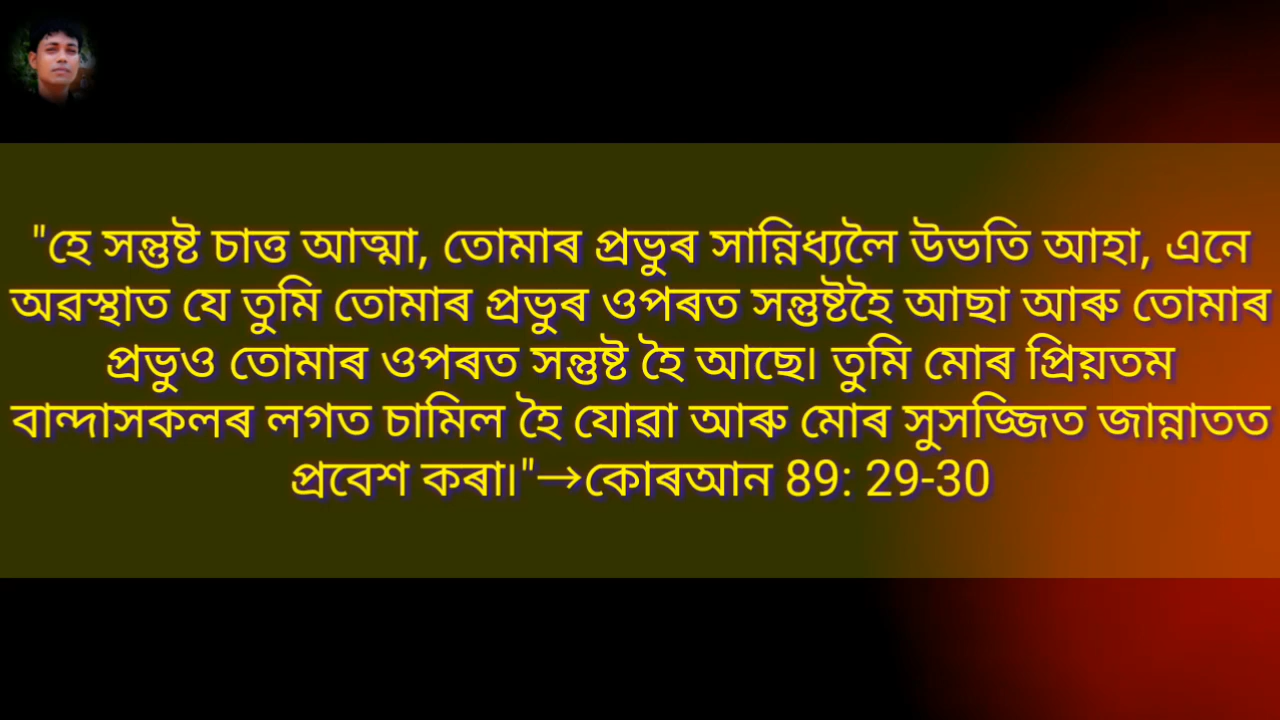 "হে সন্তুষ্ট চাত্ত আত্মা, তোমাৰ প্ৰভুৰ সান্নিধ্যলৈ উভতি আহা, এনে
অৱস্থাত যে তুমি তোমাৰ প্ৰভুৰ ওপৰত সন্তুষ্টহৈ আছা আৰু তোমাৰ
প্ৰভুও তোমাৰ ওপৰত সন্তুষ্ট হৈ আছে। তুমি মোৰ প্ৰিয়তম
বান্দাসকলৰ লগত চামিল হৈ যোৱা আৰু মোৰ সুসজ্জিত জান্নাতত
প্ৰবেশ কৰা।"→কোৰআন 89: 29-30